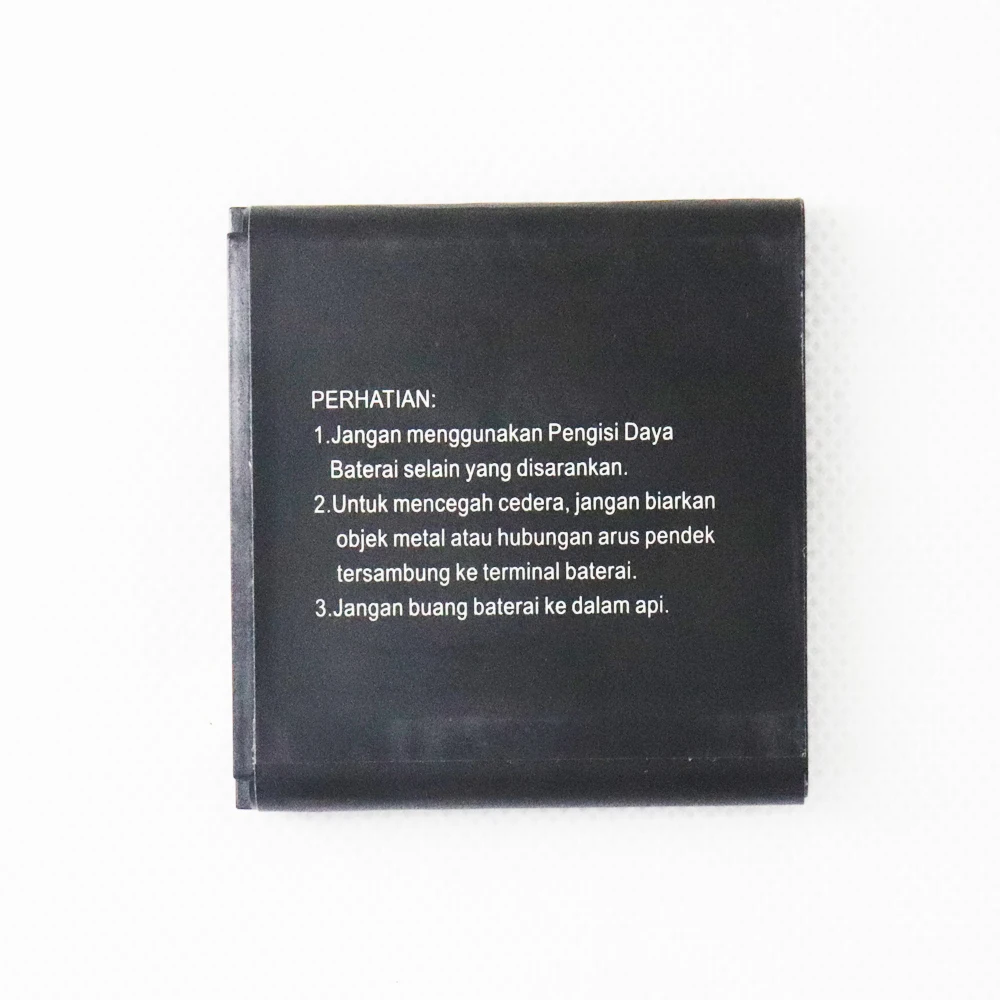 PERHATIAN:
1.Jangan menggunakan Pengisi Daya
Baterai selain yang disarankan.
2.Untuk mencegah cedera, jangan biarkan
objek metal atau hubungan arus pendek
tersambung ke terminal baterai.
3.Jangan buang baterai ke dalam api.